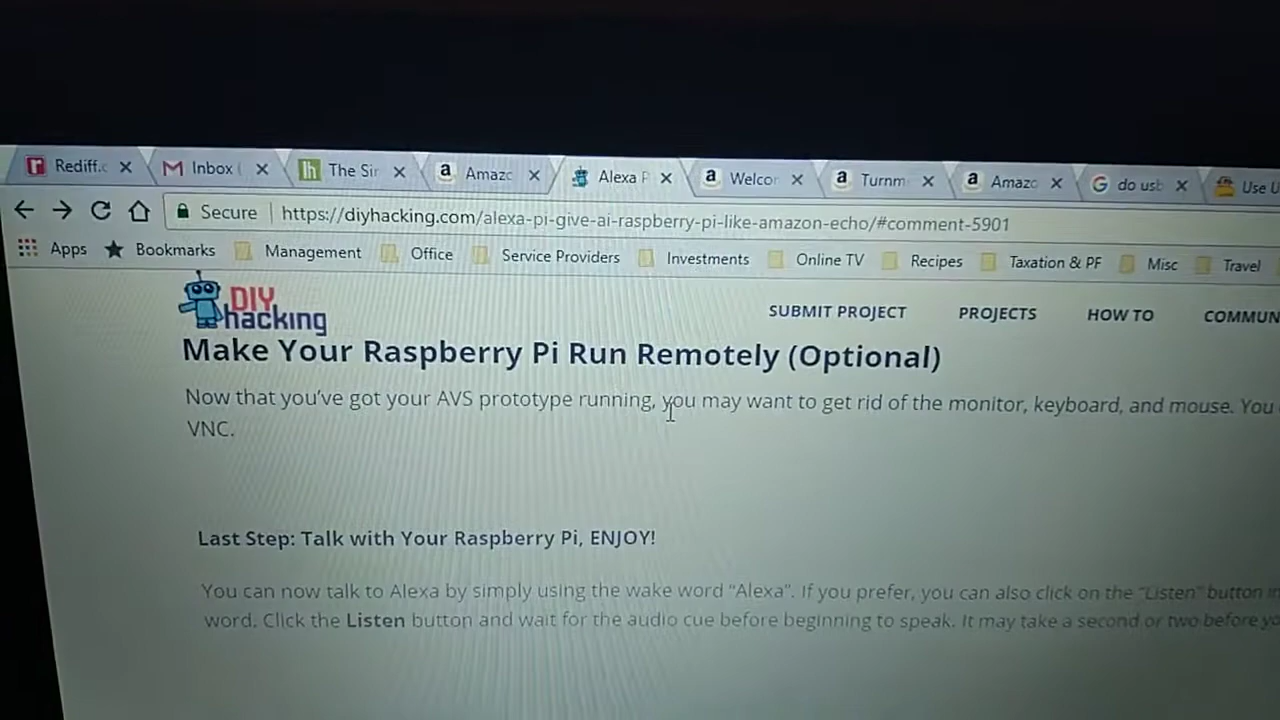 Rediff.c
Inbox (
The Sir
Amazo
Alexa P
Welcor
Turnm
Amazo
do usb
Use U
Secure
https://diyhacking.com/alexa-pi-give-ai-raspberry-pi-like-amazon-echo/#comment-5901
Apps Bookmarks Management Office Service Providers Investments Online TV Recipes Taxation & PF Misc Travel
DIY
hacking
SUBMIT PROJECT PROJECTS HOW TO COMMUN
Make Your Raspberry Pi Run Remotely (Optional)
Now that you've got your AVS prototype running, you may want to get rid of the monitor, keyboard, and mouse. You
VNC.
Last Step: Talk with Your Raspberry Pi, ENJOY!
You can now talk to Alexa by simply using the wake word "Alexa". If you prefer, you can also click on the "Listen" button in
word. Click the Listen button and wait for the audio cue before beginning to speak. It may take a second or two before yo